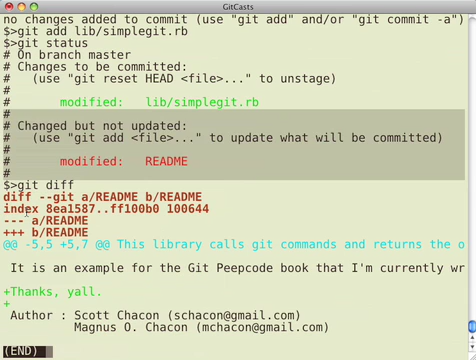 GitCasts
no changes added to commit (use "git add" and/or "git commit -a")
$>git add lib/simplegit.rb
$>git status
# On branch master
# Changes to be committed:
#   (use "git reset HEAD <file>..." to unstage)
#
#       modified:   lib/simplegit.rb
#
# Changed but not updated:
#   (use "git add <file>..." to update what will be committed)
#
#       modified:   README
#
$>git diff
diff --git a/README b/README
index 8ea1587..ff100b0 100644
--- a/README
+++ b/README
@@ -5,5 +5,7 @@ This library calls git commands and returns the o
It is an example for the Git Peepcode book that I'm currently wr
+Thanks, yall.
+
Author : Scott Chacon (schacon@gmail.com)
Magnus O. Chacon (mchacon@gmail.com)
(END)